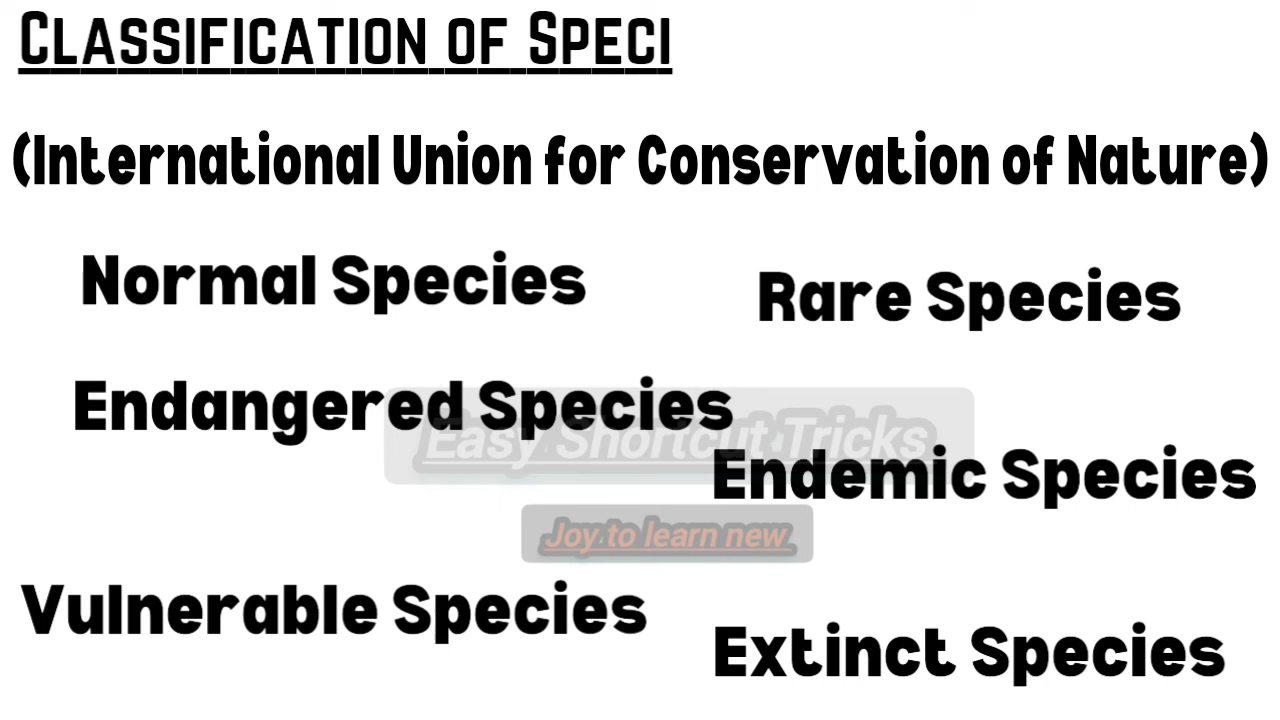 Classification of Speci
(International Union for Conservation of Nature)
Normal Species
Rare Species
Endangered Species
Easy Shortcut Tricks
Endemic Species
Joy to learn new
Vulnerable Species
Extinct Species